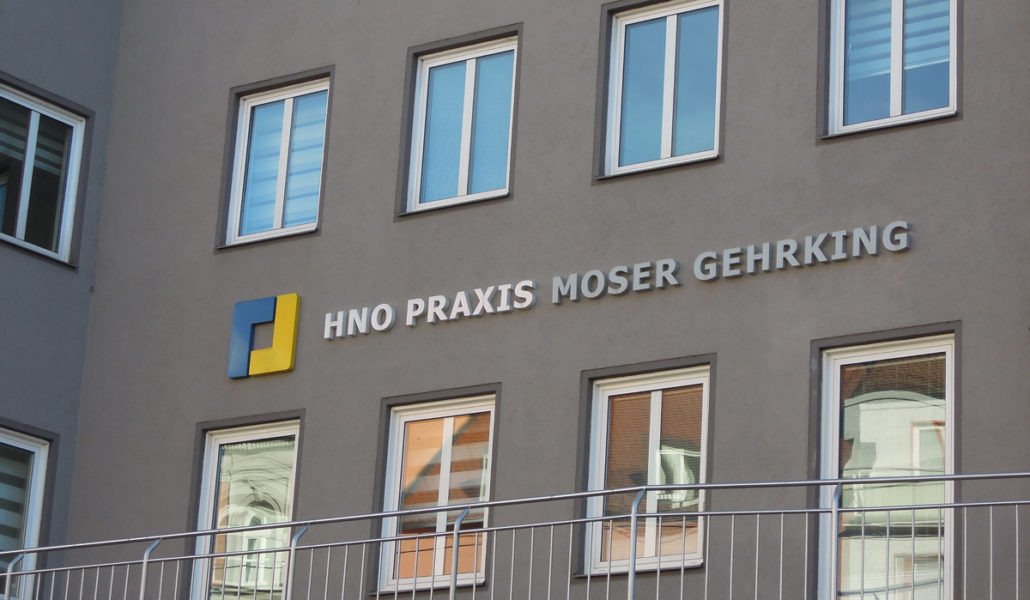 HNO PRAXIS MOSER GEHRKING